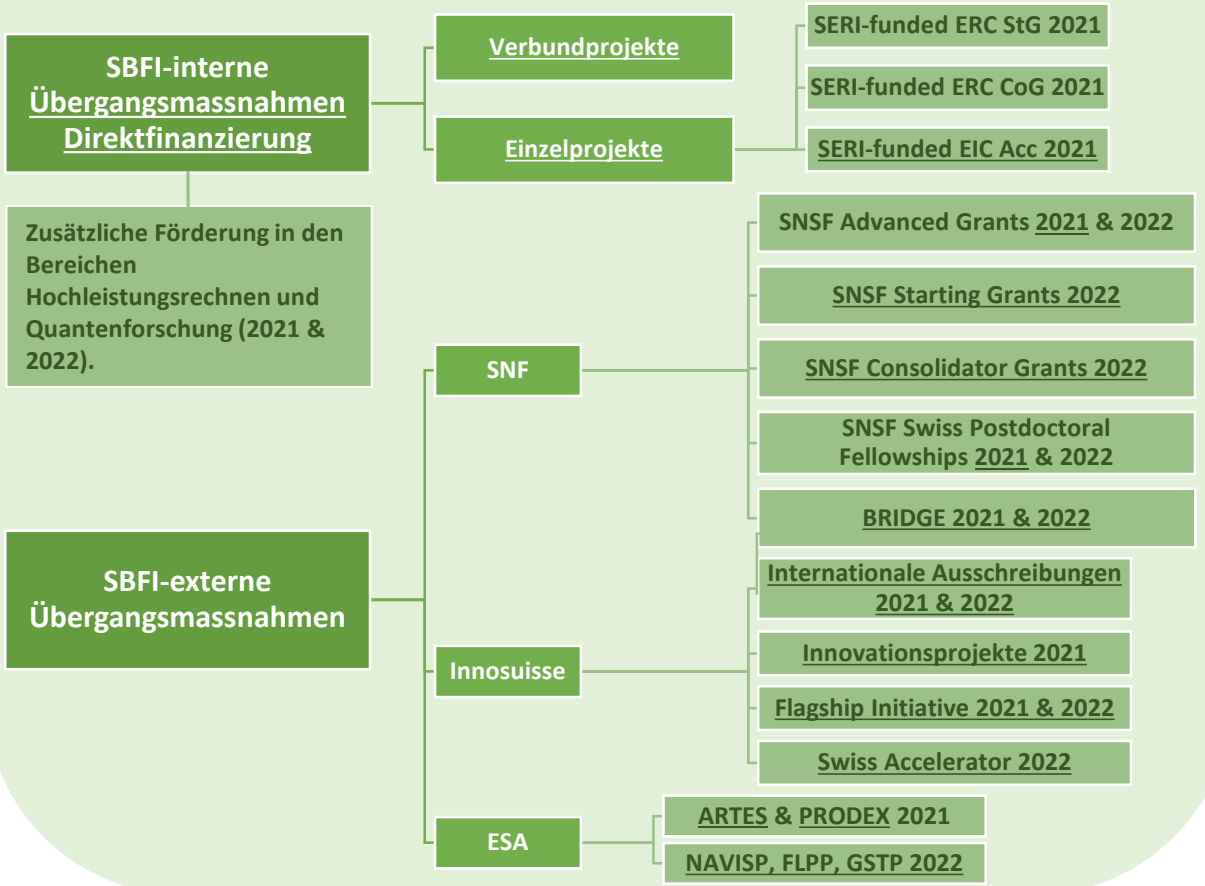 SBFI-interne
Übergangsmassnahmen
Direktfinanzierung
Zusätzliche Förderung in den
Bereichen
Hochleistungsrechnen und
Quantenforschung (2021 &
2022).
Verbundprojekte
Einzelprojekte
SERI-funded ERC StG 2021
SERI-funded ERC CoG 2021
SERI-funded EIC Acc 2021
SBFI-externe
Übergangsmassnahmen
SNF
SNSF Advanced Grants 2021 & 2022
SNSF Starting Grants 2022
SNSF Consolidator Grants 2022
SNSF Swiss Postdoctoral
Fellowships 2021 & 2022
BRIDGE 2021 & 2022
Innosuisse
Internationale Ausschreibungen
2021 & 2022
Innovationsprojekte 2021
Flagship Initiative 2021 & 2022
Swiss Accelerator 2022
ESA
ARTES & PRODEX 2021
NAVISP, FLPP, GSTP 2022